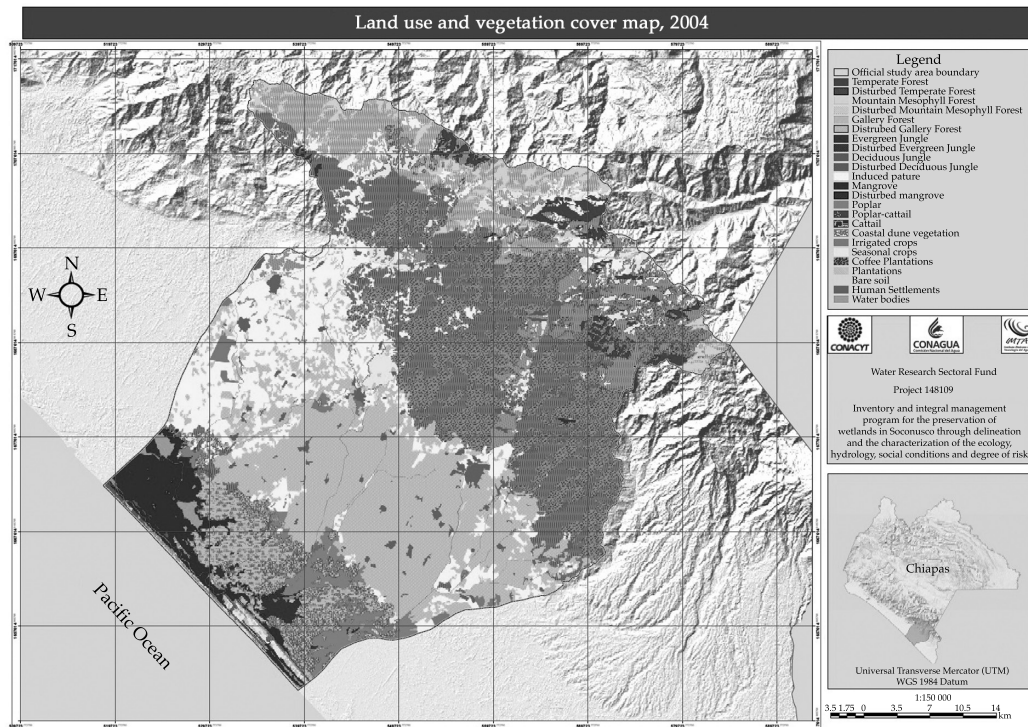 Land use and vegetation cover map, 2004
N
W E
S
Pacific Ocean
Legend
Official study area boundary
Temperate Forest
Disturbed Temperate Forest
Mountain Mesophyll Forest
Disturbed Mountain Mesophyll Forest
Gallery Forest
Distrubed Gallery Forest
Evergreen Jungle
Disturbed Evergreen Jungle
Deciduous Jungle
Disturbed Deciduous Jungle
Induced pature
Mangrove
Disturbed mangrove
Poplar
Poplar-cattail
Cattail
Coastal dune vegetation
Irrigated crops
Seasonal crops
Coffee Plantations
Plantations
Bare soil
Human Settlements
Water bodies
CONACYT
CONAGUA
Comisión Nacional del Agua
Water Research Sectoral Fund
Project 148109
Inventory and integral management
program for the preservation of
wetlands in Soconusco through delineation
and the characterization of the ecology,
hydrology, social conditions and degree of risk
Chiapas
Universal Transverse Mercator (UTM)
WGS 1984 Datum
1:150 000
3.5 1.75 0 3.5 7 10.5 14
km